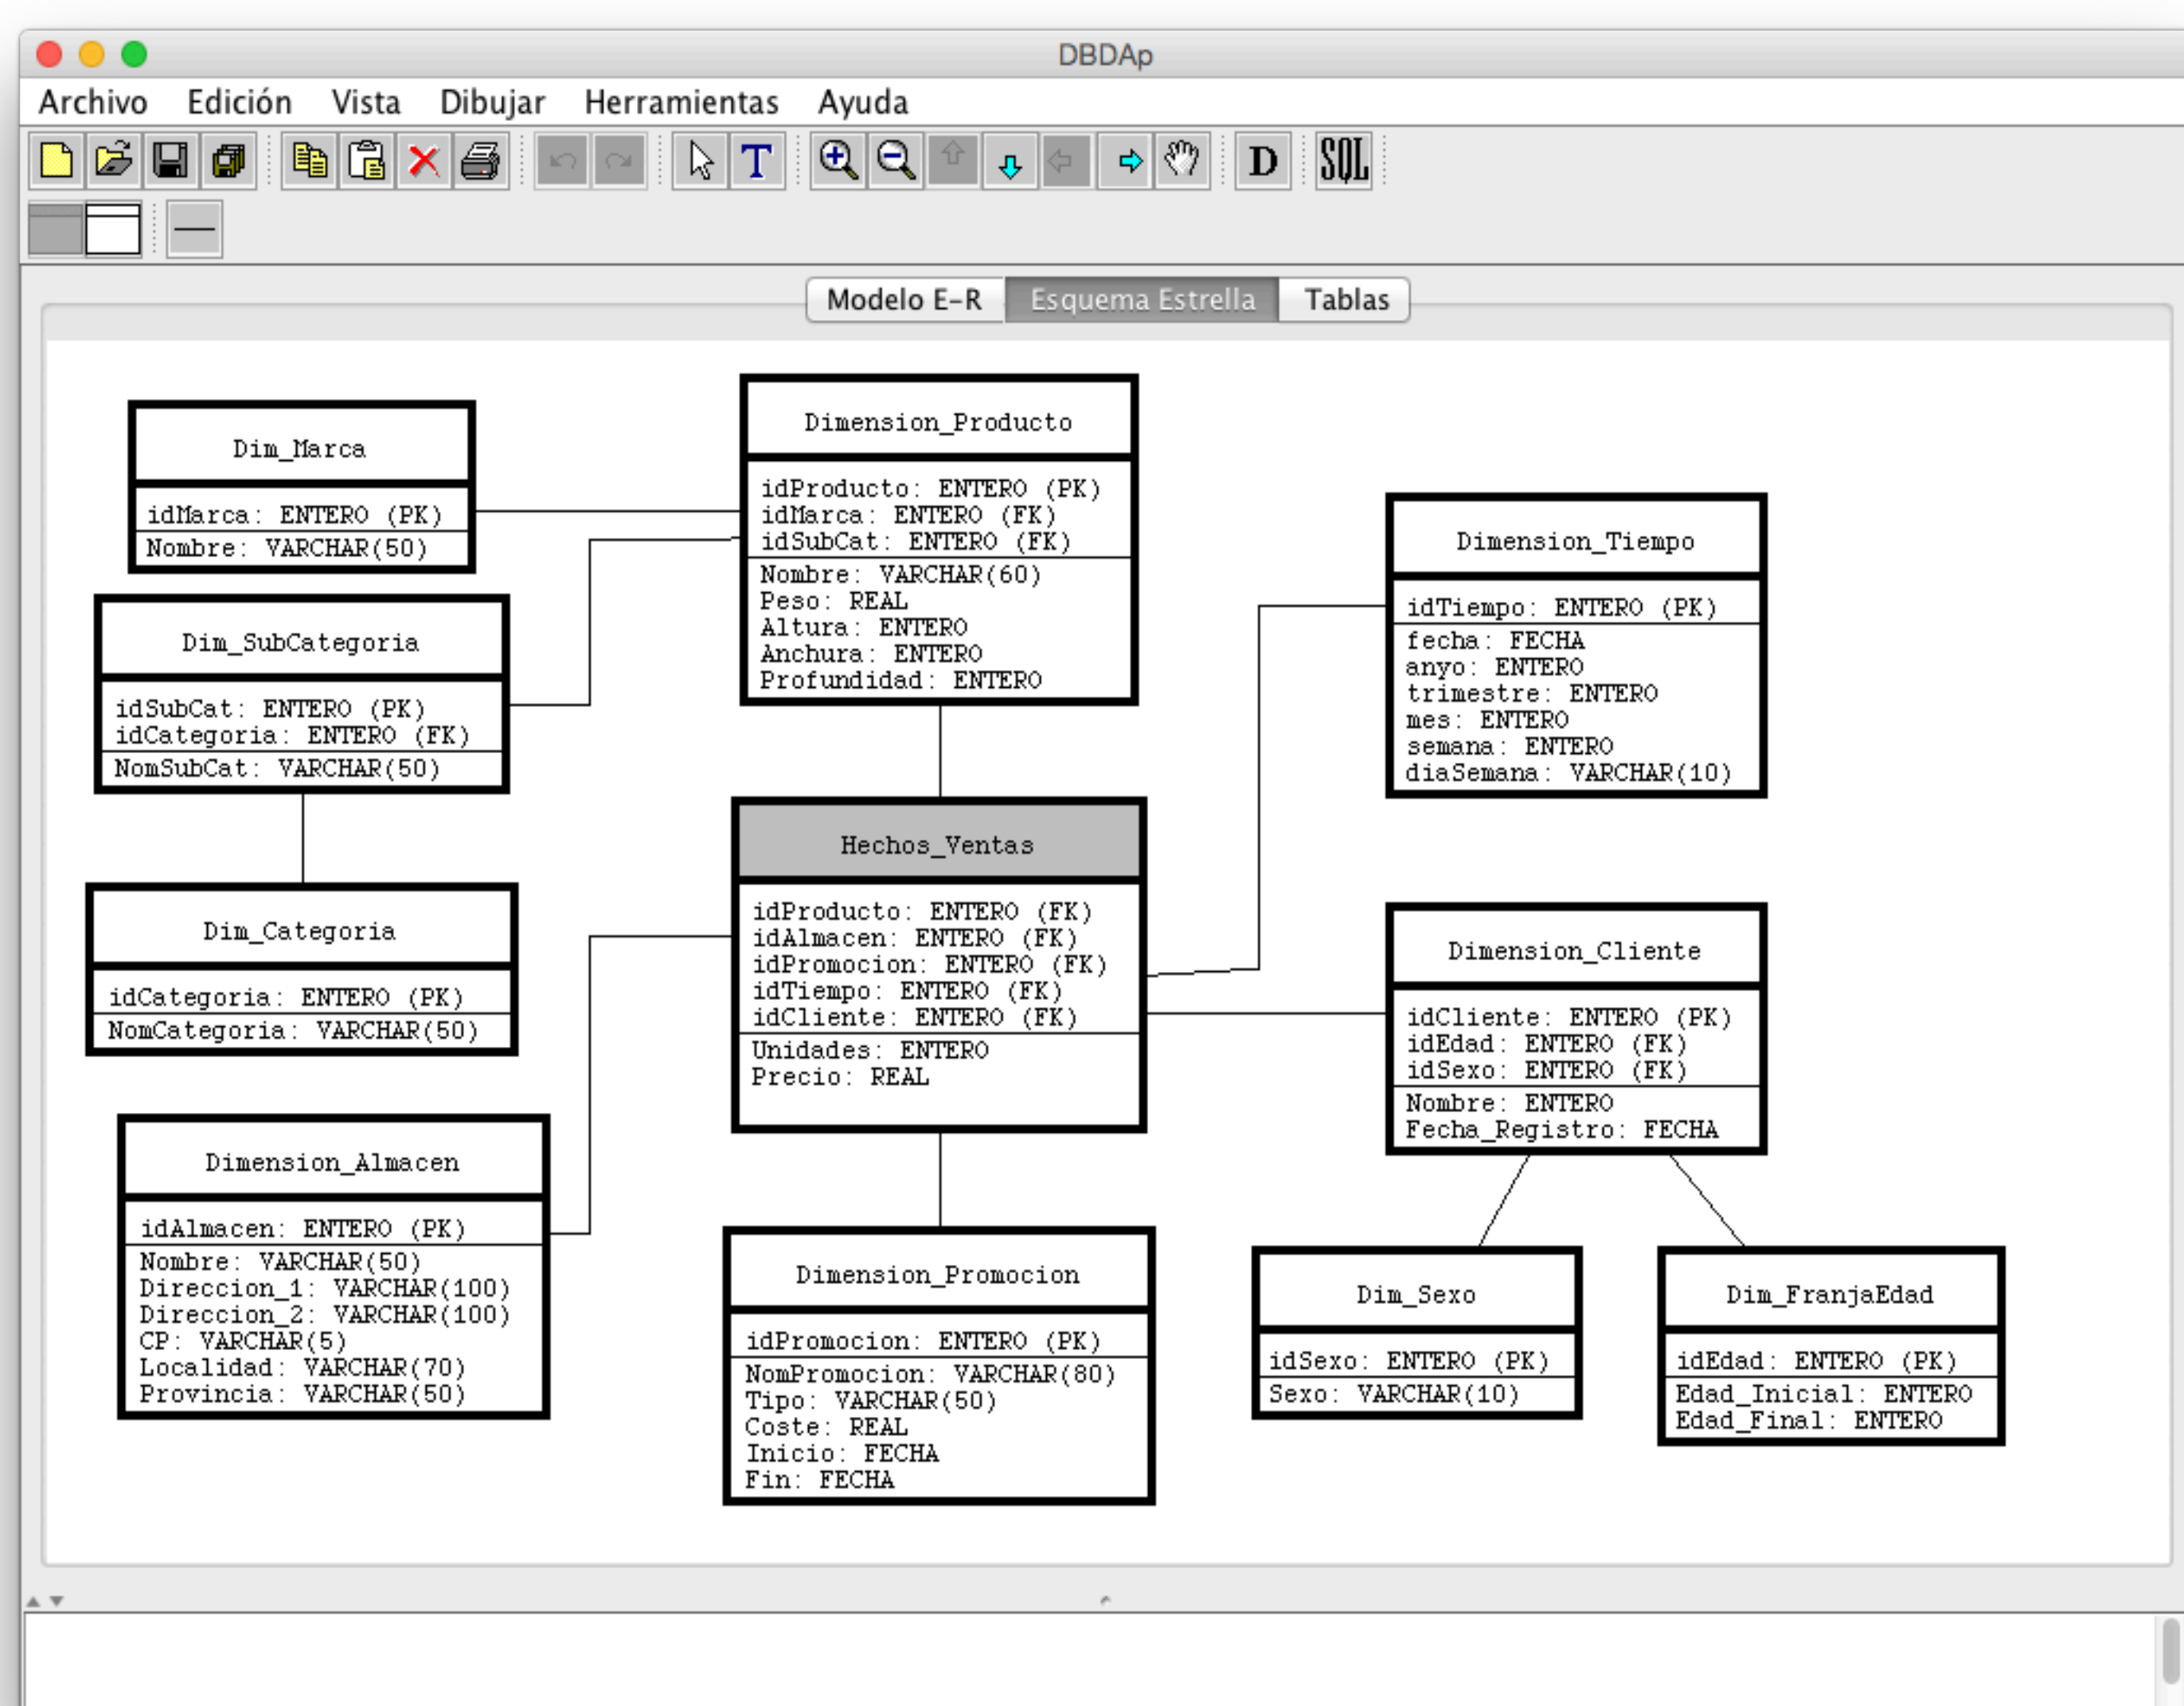 DBDAp
Archivo Edición Vista Dibujar Herramientas Ayuda
T D SQL
Modelo E-R Esquema Estrella Tablas
Dim_Marca
idMarca: ENTERO (PK)
Nombre: VARCHAR(50)
Dim_SubCategoria
idSubCat: ENTERO (PK)
idCategoria: ENTERO (FK)
NomSubCat: VARCHAR(50)
Dim_Categoria
idCategoria: ENTERO (PK)
NomCategoria: VARCHAR(50)
Dimension_Almacen
idAlmacen: ENTERO (PK)
Nombre: VARCHAR(50)
Direccion_1: VARCHAR(100)
Direccion_2: VARCHAR(100)
CP: VARCHAR(5)
Localidad: VARCHAR(70)
Provincia: VARCHAR(50)
Dimension_Producto
idProducto: ENTERO (PK)
idMarca: ENTERO (FK)
idSubCat: ENTERO (FK)
Nombre: VARCHAR(60)
Peso: REAL
Altura: ENTERO
Anchura: ENTERO
Profundidad: ENTERO
Hechos_Ventas
idProducto: ENTERO (FK)
idAlmacen: ENTERO (FK)
idPromocion: ENTERO (FK)
idTiempo: ENTERO (FK)
idCliente: ENTERO (FK)
Unidades: ENTERO
Precio: REAL
Dimension_Promocion
idPromocion: ENTERO (PK)
NomPromocion: VARCHAR(80)
Tipo: VARCHAR(50)
Coste: REAL
Inicio: FECHA
Fin: FECHA
Dimension_Tiempo
idTiempo: ENTERO (PK)
fecha: FECHA
anyo: ENTERO
trimestre: ENTERO
mes: ENTERO
semana: ENTERO
diaSemana: VARCHAR(10)
Dimension_Cliente
idCliente: ENTERO (PK)
idEdad: ENTERO (FK)
idSexo: ENTERO (FK)
Nombre: ENTERO
Fecha_Registro: FECHA
Dim_Sexo
idSexo: ENTERO (PK)
Sexo: VARCHAR(10)
Dim_FranjaEdad
idEdad: ENTERO (PK)
Edad_Inicial: ENTERO
Edad_Final: ENTERO